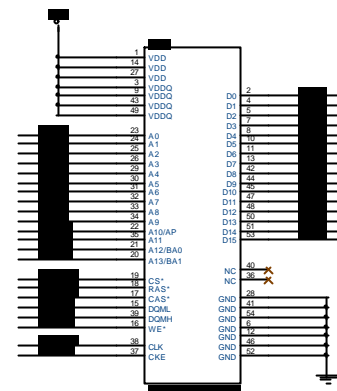 1 VDD
14 VDD
27 VDD
3 VDDQ
9 VDDQ
43 VDDQ
49 VDDQ
23 A0
24 A1
25 A2
26 A3
29 A4
30 A5
31 A6
32 A7
33 A8
34 A9
22 A10/AP
35 A11
21 A12/BA0
20 A13/BA1
19 CS*
18 RAS*
17 CAS*
15 DQML
39 DQMH
16 WE*
38 CLK
37 CKE
D0 2
D1 4
D2 5
D3 7
D4 8
D5 10
D6 11
D7 13
D8 42
D9 44
D10 45
D11 47
D12 48
D13 50
D14 51
D15 53
NC 40
NC 36
GND 28
GND 41
GND 54
GND 6
GND 12
GND 46
GND 52